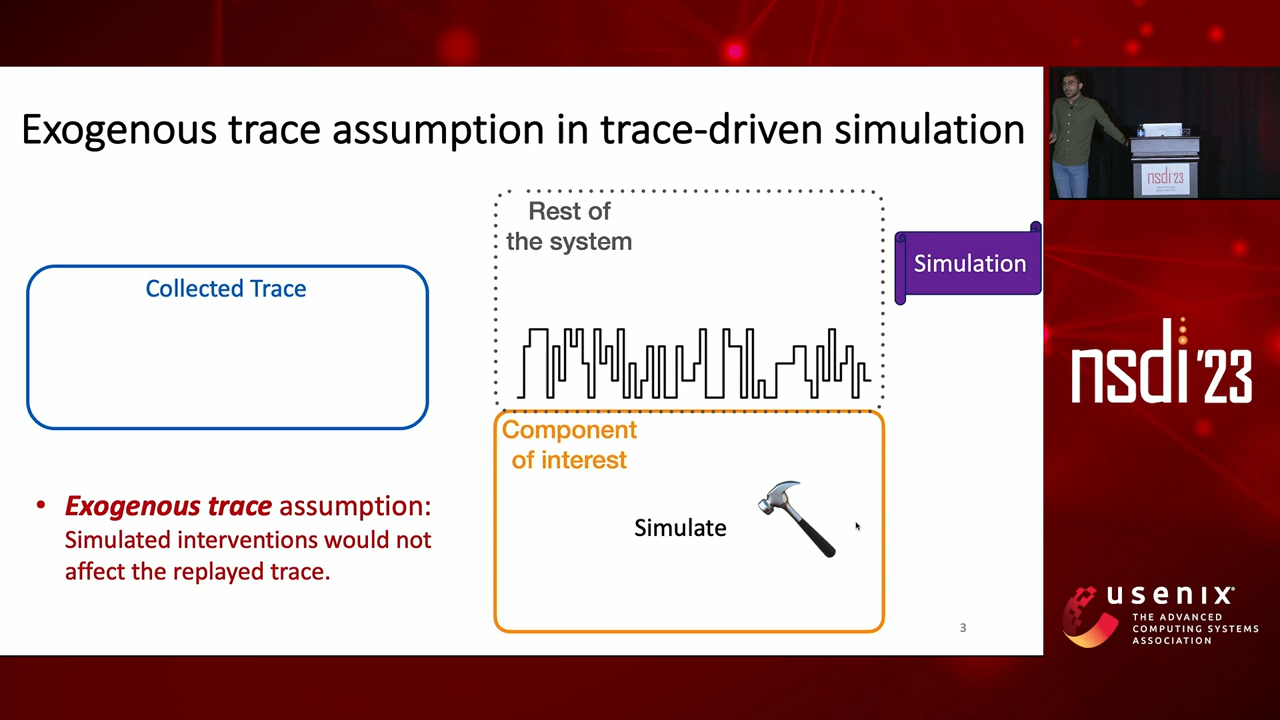 Exogenous trace assumption in trace-driven simulation
Rest of
the system
Simulation
Collected Trace
Component
of interest
• Exogenous trace assumption:
Simulated interventions would not
affect the replayed trace.
Simulate
3
nsdi '23
nsdi '23
usenix
THE ADVANCED
COMPUTING SYSTEMS
ASSOCIATION